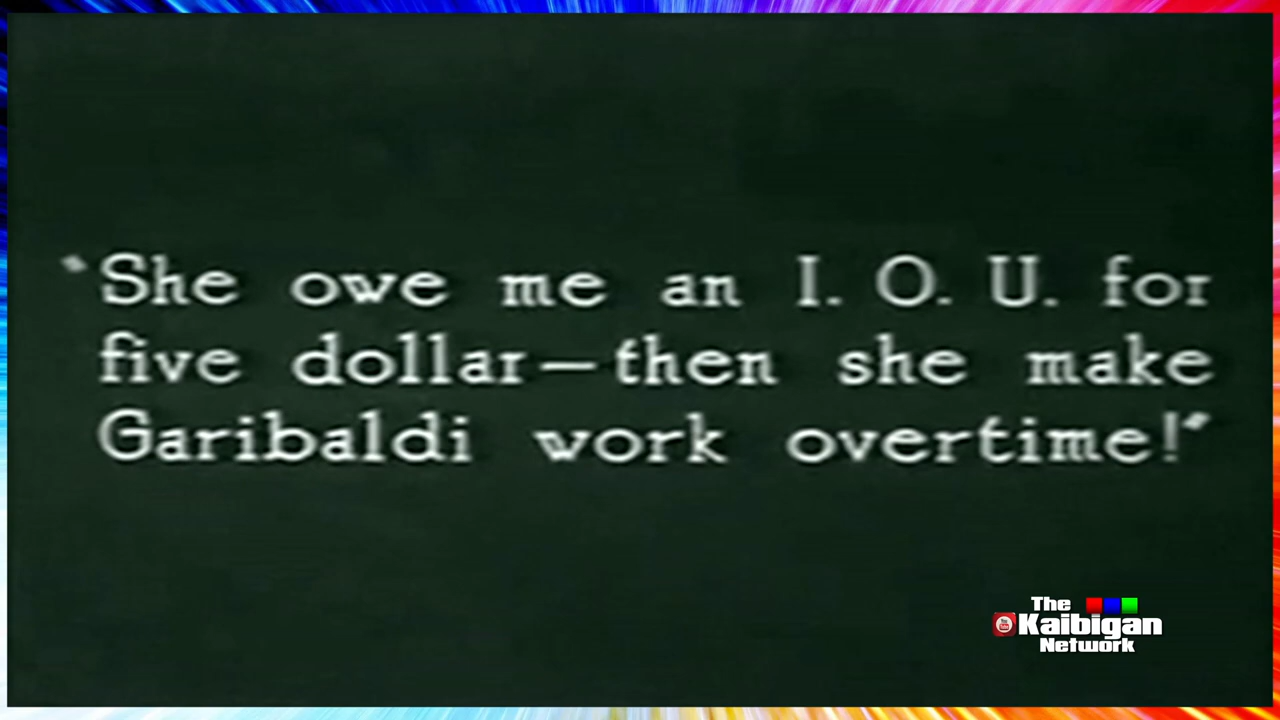 "She owe me an I. O. U. for
five dollar—then she make
Garibaldi work overtime!"
The
Kaibigan
Network